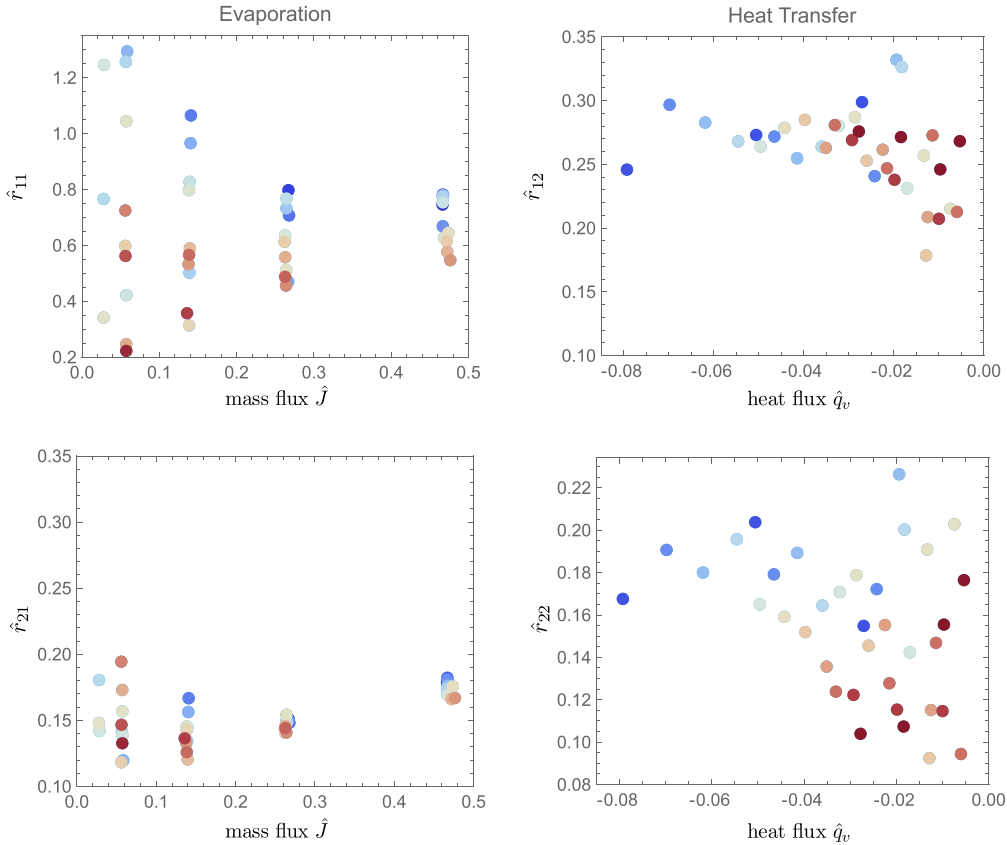 Evaporation
Heat Transfer
1.2
1.0
0.8
0.6
0.4
0.2
r̂₁₁
0.0 0.1 0.2 0.3 0.4 0.5
mass flux Ĵ
0.35
0.30
0.25
0.20
0.15
0.10
r̂₁₂
-0.08 -0.06 -0.04 -0.02 0.00
heat flux q̂ᵥ
0.35
0.30
0.25
0.20
0.15
0.10
r̂₂₁
0.0 0.1 0.2 0.3 0.4 0.5
mass flux Ĵ
0.22
0.20
0.18
0.16
0.14
0.12
0.10
0.08
r̂₂₂
-0.08 -0.06 -0.04 -0.02 0.00
heat flux q̂ᵥ